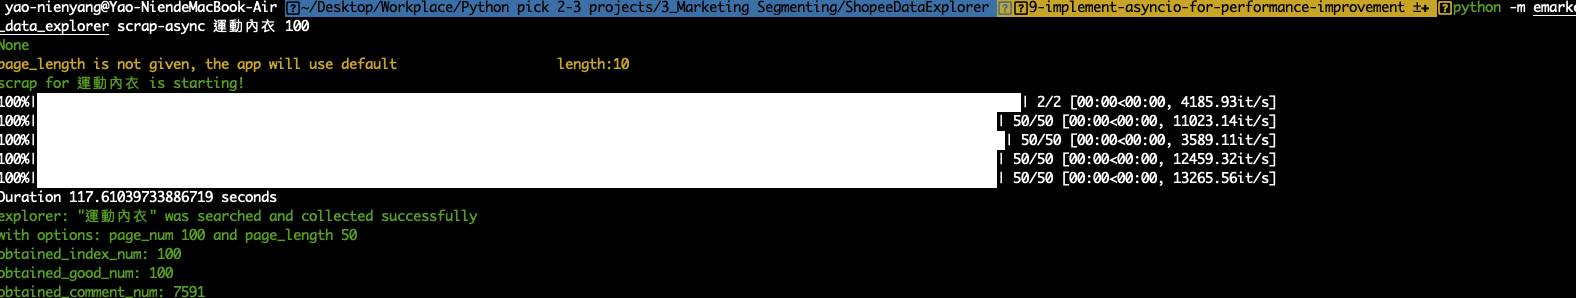 yao-nienyang@Yao-NiendeMacBook-Air ~/Desktop/Workplace/Python pick 2-3 projects/3_Marketing Segmenting/ShopeeDataExplorer 9-implement-asyncio-for-performance-improvement ±+ python -m emarke
_data_explorer scrap-async 運動內衣 100
None
page_length is not given, the app will use default length:10
scrap for 運動內衣 is starting!
100%| | 2/2 [00:00<00:00, 4185.93it/s]
100%| | 50/50 [00:00<00:00, 11023.14it/s]
100%| | 50/50 [00:00<00:00, 3589.11it/s]
100%| | 50/50 [00:00<00:00, 12459.32it/s]
100%| | 50/50 [00:00<00:00, 13265.56it/s]
Duration 117.61039733886719 seconds
explorer: "運動內衣" was searched and collected successfully
with options: page_num 100 and page_length 50
obtained_index_num: 100
obtained_good_num: 100
obtained_comment_num: 7591